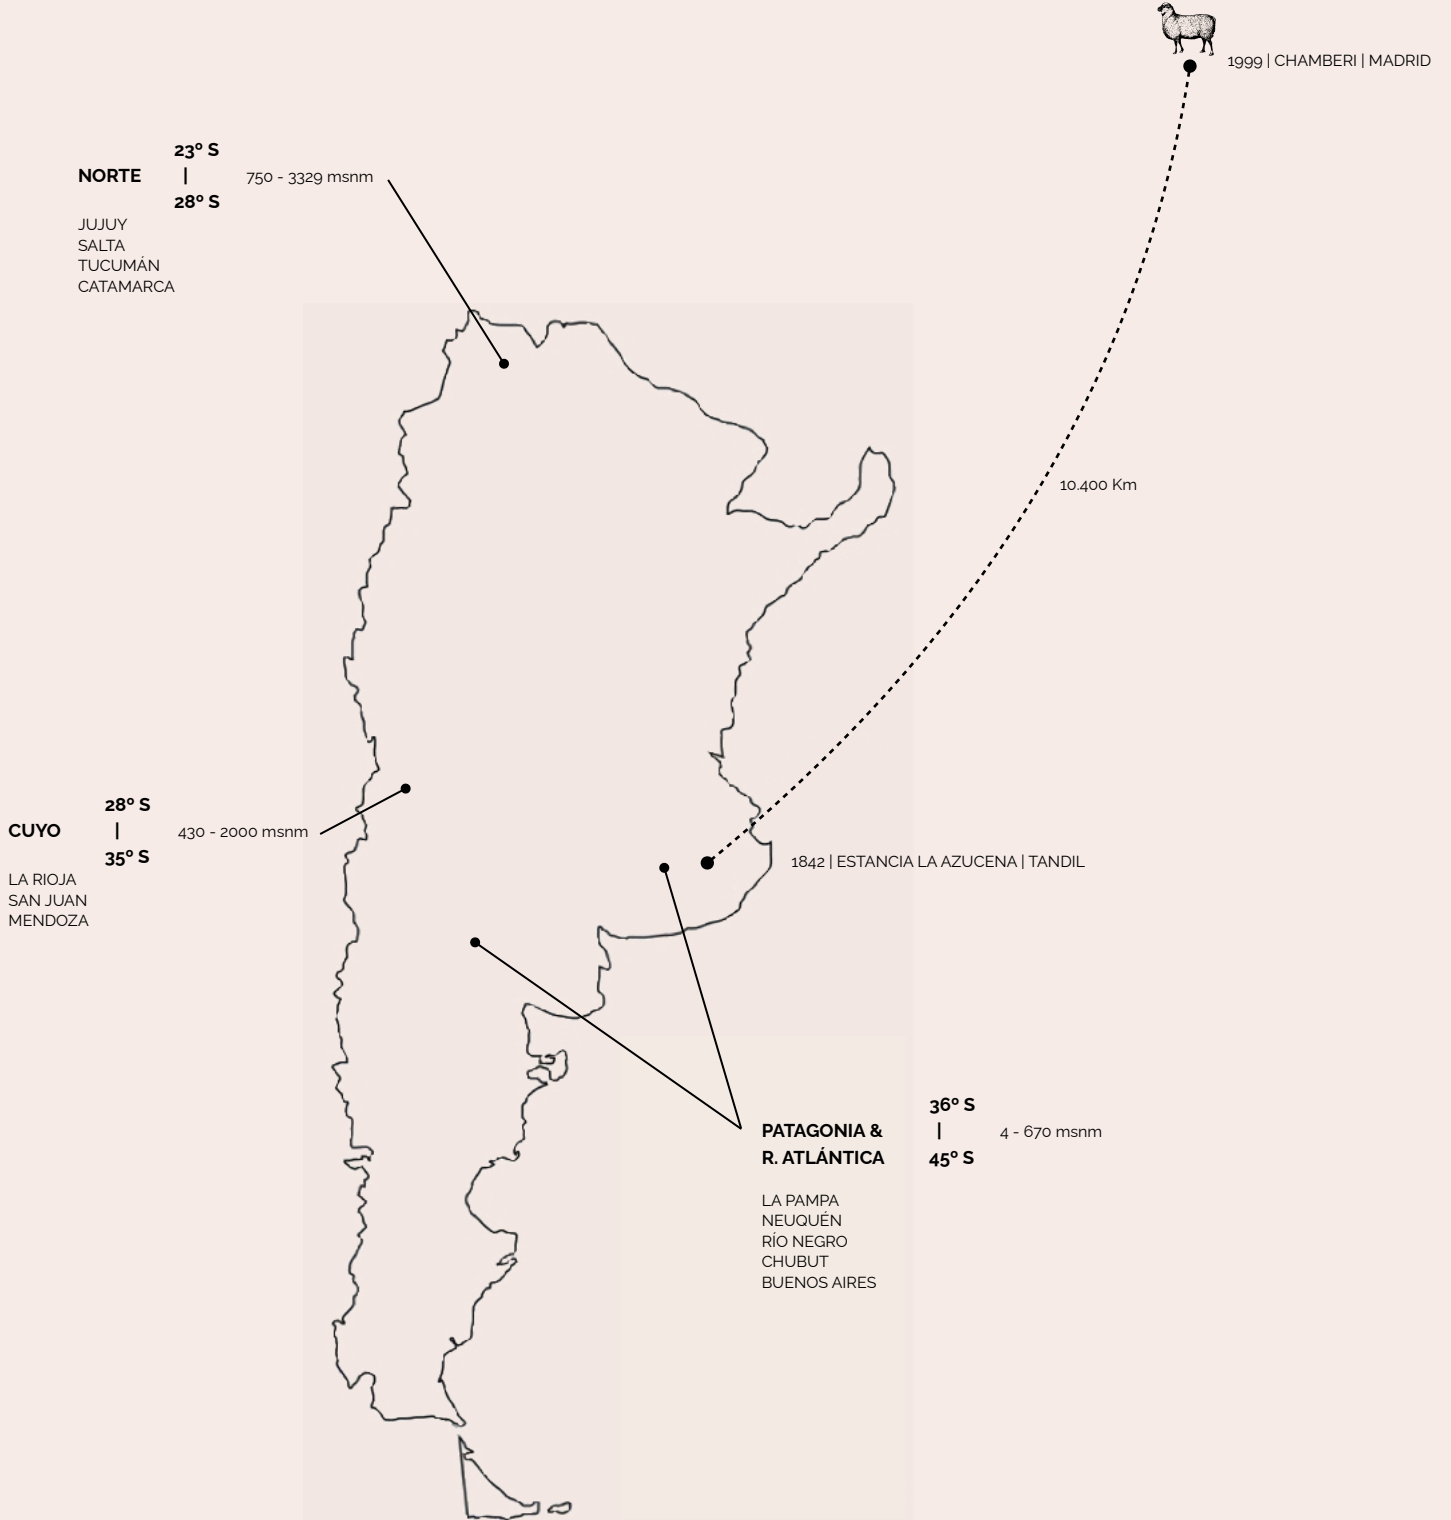 1999 | CHAMBERI | MADRID
23º S
NORTE | 750 - 3329 msnm
28º S
JUJUY
SALTA
TUCUMÁN
CATAMARCA
10.400 Km
28º S
CUYO | 430 - 2000 msnm
35º S
LA RIOJA
SAN JUAN
MENDOZA
1842 | ESTANCIA LA AZUCENA | TANDIL
36º S
PATAGONIA & | 4 - 670 msnm
R. ATLÁNTICA 45º S
LA PAMPA
NEUQUÉN
RÍO NEGRO
CHUBUT
BUENOS AIRES